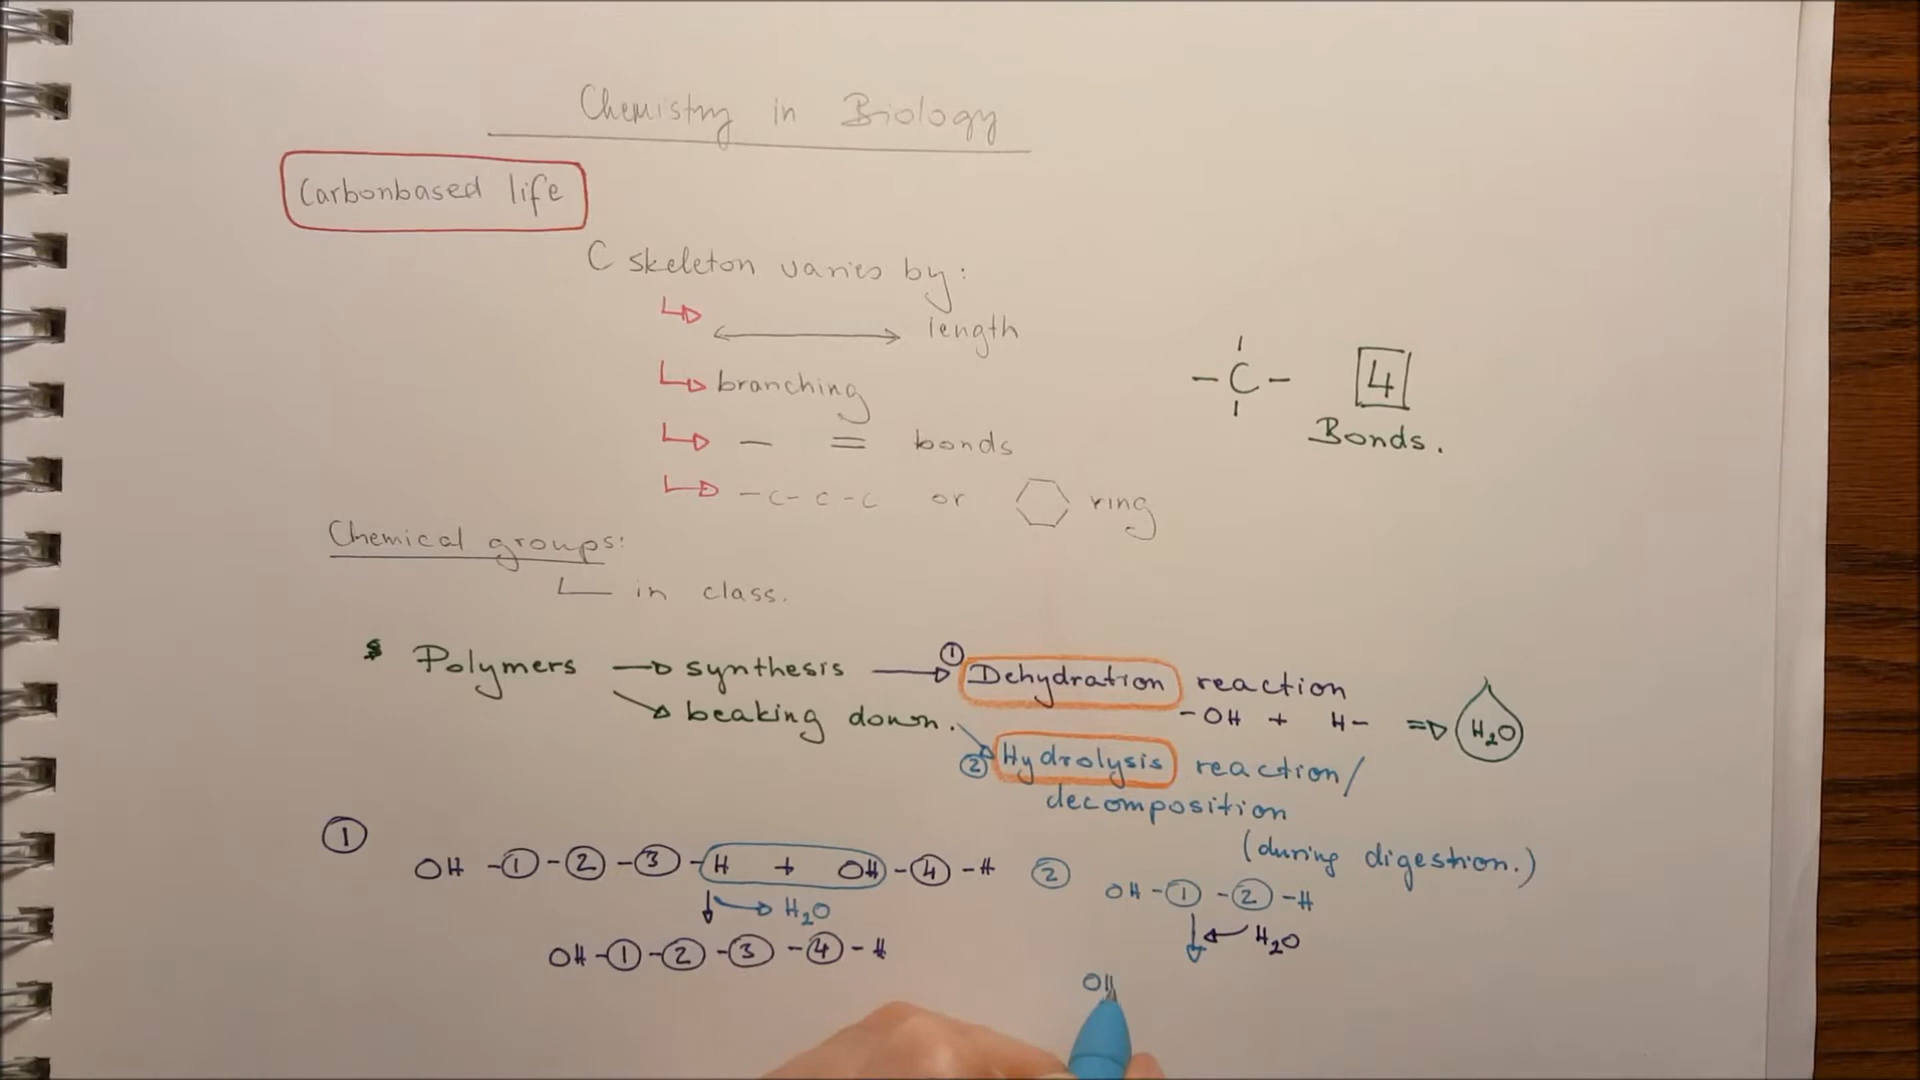 Chemistry in Biology
Carbonbased life
C skeleton varies by:
length
branching
— = bonds
-C-C-C or ring
-C- 4
Bonds.
Chemical groups:
in class.
Polymers → synthesis → ① Dehydration reaction
-OH + H- ⇒ H₂O
beaking down. ② Hydrolysis reaction/
decomposition
(during digestion.)
① OH -①-②-③-H + OH-④-H
→ H₂O
OH-①-②-③-④-H
② OH-①-②-H
← H₂O
OH